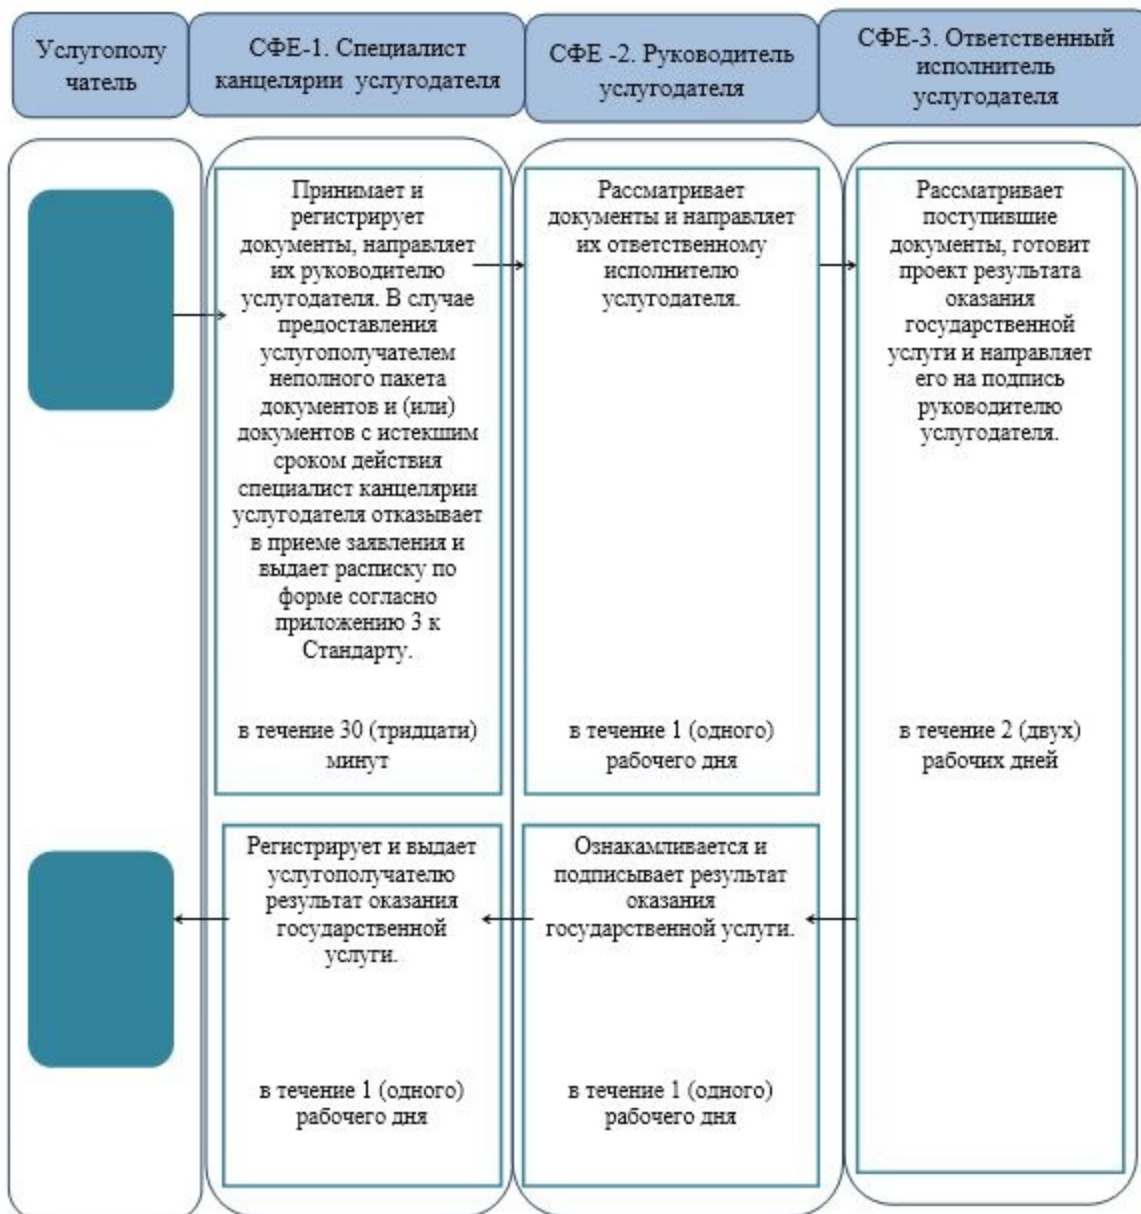 Услугополу
чатель
СФЕ-1. Специалист
канцелярии услугодателя
СФЕ -2. Руководитель
услугодателя
СФЕ-3. Ответственный
исполнитель
услугодателя
Принимает и
регистрирует
документы, направляет
их руководителю
услугодателя. В случае
предоставления
услугополучателем
неполного пакета
документов и (или)
документов с истекшим
сроком действия
специалист канцелярии
услугодателя отказывает
в приеме заявления и
выдает расписку по
форме согласно
приложению 3 к
Стандарту.
в течение 30 (тридцати)
минут
Рассматривает
документы и направляет
их ответственному
исполнителю
услугодателя.
в течение 1 (одного)
рабочего дня
Рассматривает
поступившие
документы, готовит
проект результата
оказания
государственной
услуги и направляет
его на подпись
руководителю
услугодателя.
в течение 2 (двух)
рабочих дней
Регистрирует и выдает
услугополучателю
результат оказания
государственной
услуги.
в течение 1 (одного)
рабочего дня
Ознакамливается и
подписывает результат
оказания
государственной услуги.
в течение 1 (одного)
рабочего дня